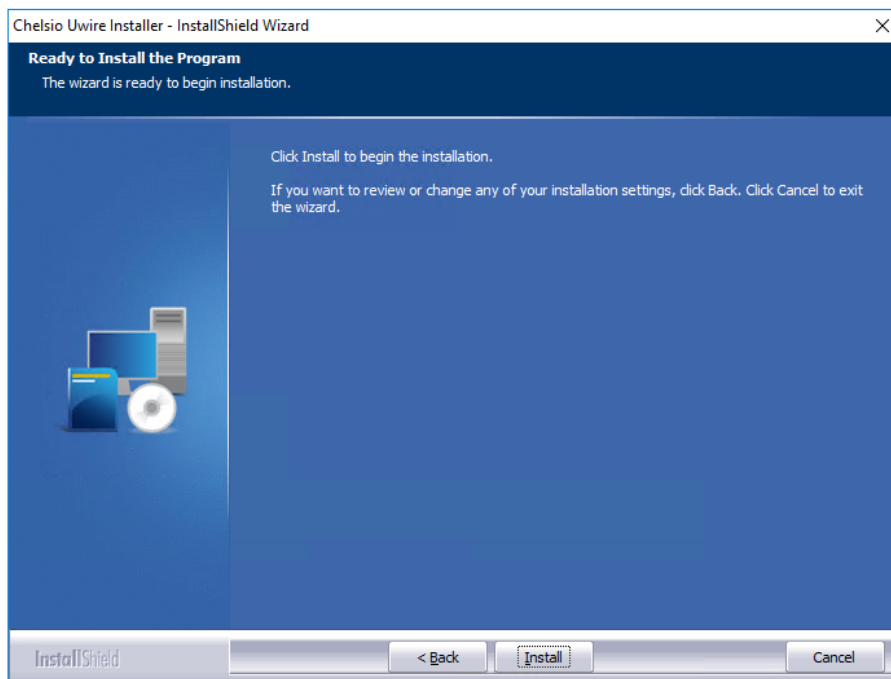 Chelsio Uwire Installer - InstallShield Wizard
Ready to Install the Program
The wizard is ready to begin installation.
Click Install to begin the installation.
If you want to review or change any of your installation settings, click Back. Click Cancel to exit
the wizard.
InstallShield
< Back
Install
Cancel